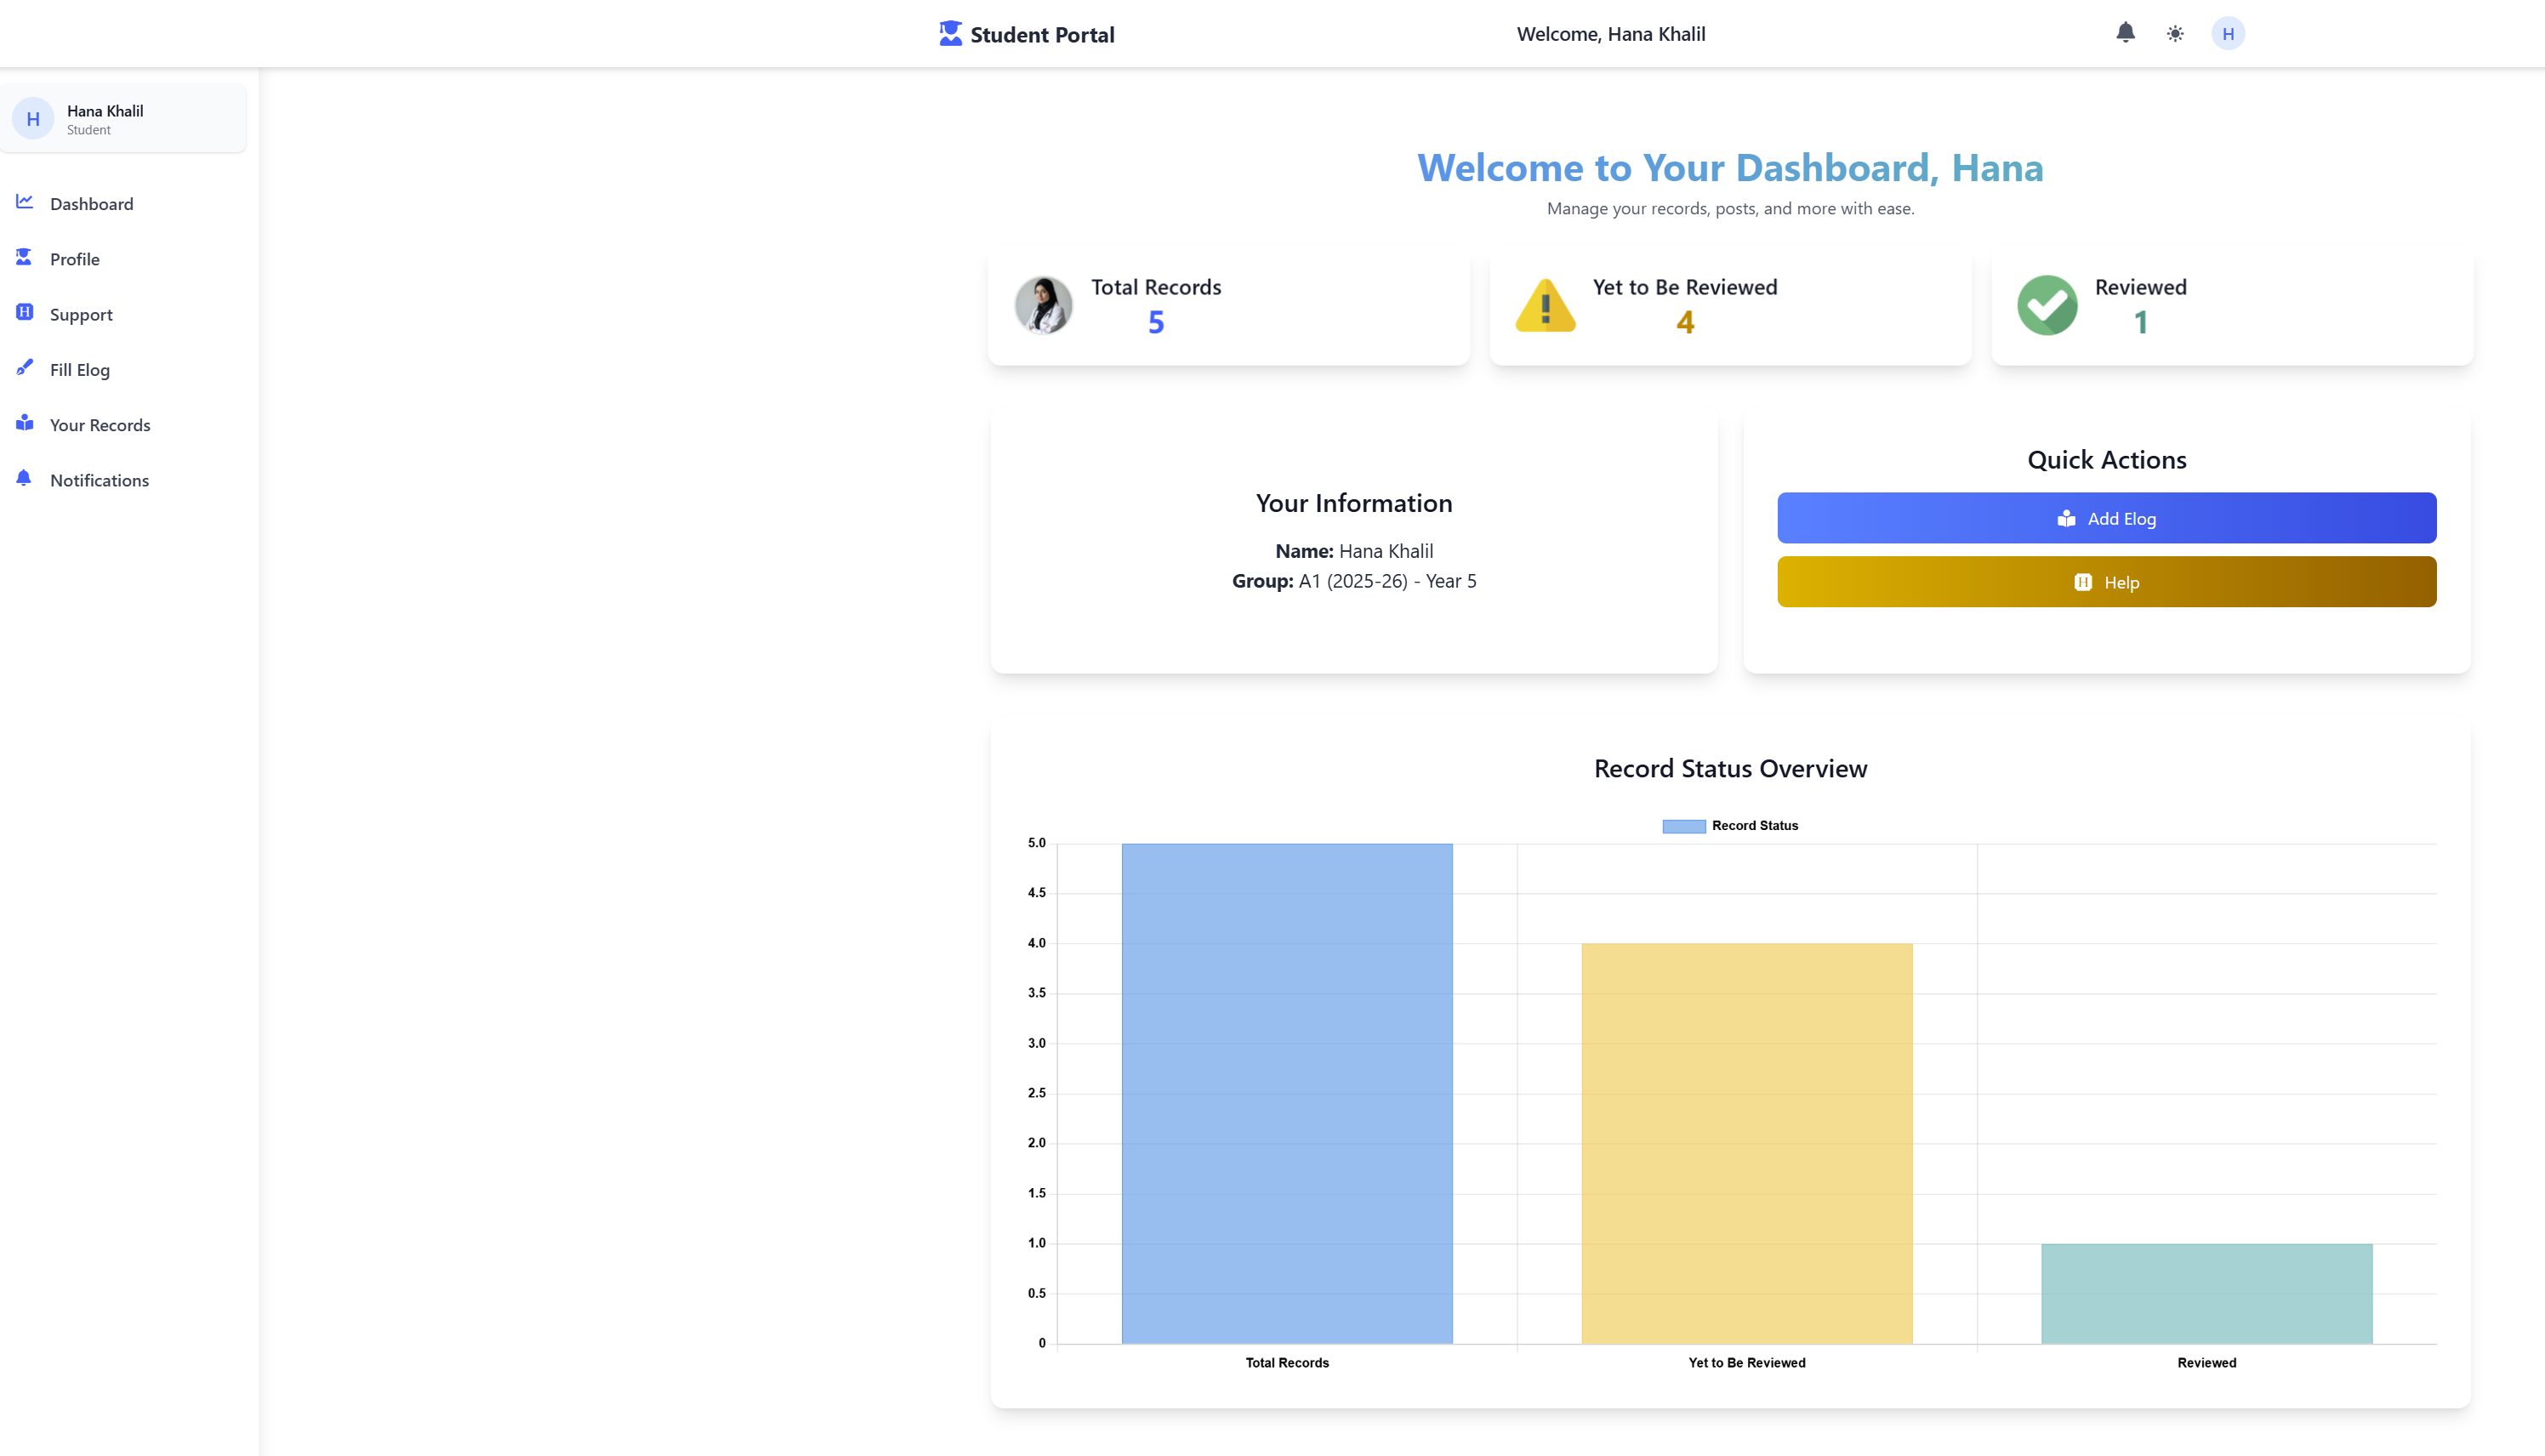 Student Portal
Welcome, Hana Khalil
H
H
Hana Khalil
Student
Dashboard
Profile
Support
Fill Elog
Your Records
Notifications
Welcome to Your Dashboard, Hana
Manage your records, posts, and more with ease.
Total Records
5
Yet to Be Reviewed
4
Reviewed
1
Your Information
Name: Hana Khalil
Group: A1 (2025-26) - Year 5
Quick Actions
Add Elog
H Help
Record Status Overview
Record Status
5.0
4.5
4.0
3.5
3.0
2.5
2.0
1.5
1.0
0.5
0
Total Records
Yet to Be Reviewed
Reviewed